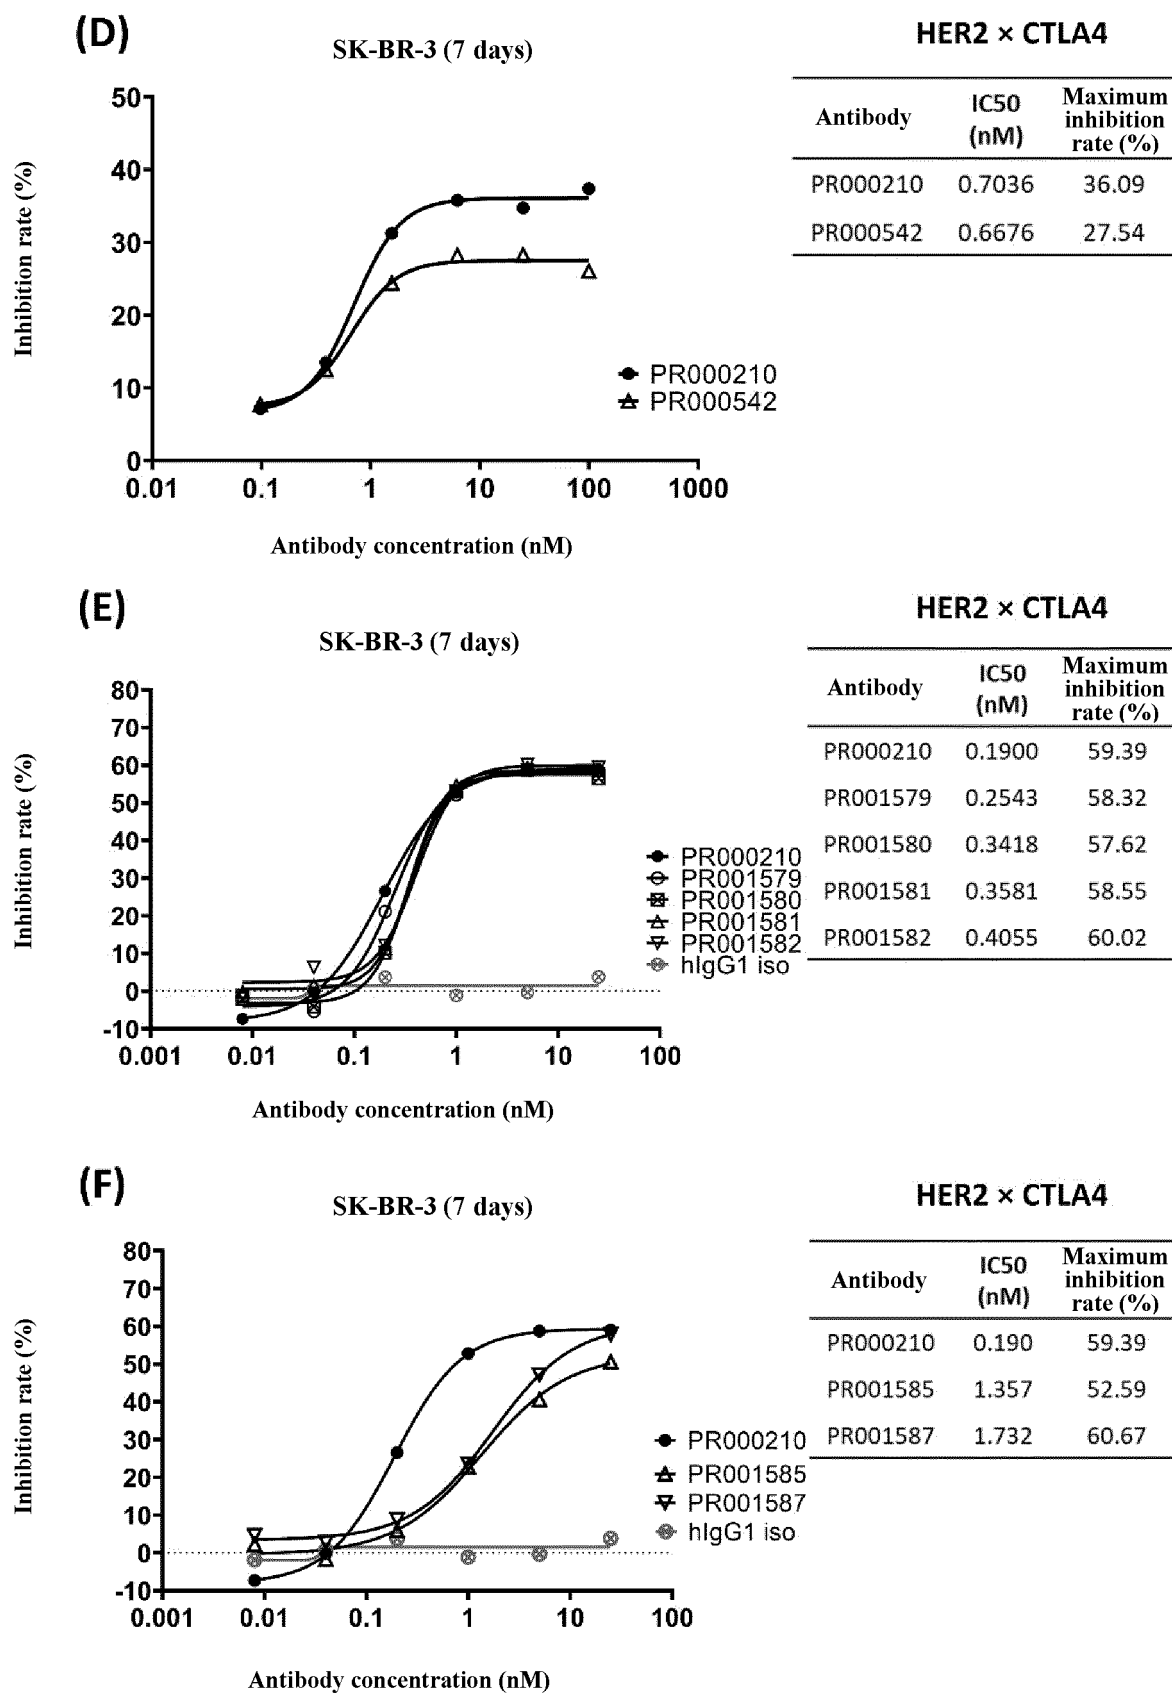 (D)
SK-BR-3 (7 days)
HER2 × CTLA4
Inhibition rate (%)
50
40
30
20
10
0
0.01 0.1 1 10 100 1000
Antibody concentration (nM)
PR000210
PR000542
Antibody IC50 (nM) Maximum inhibition rate (%)
PR000210 0.7036 36.09
PR000542 0.6676 27.54
(E)
SK-BR-3 (7 days)
HER2 × CTLA4
Inhibition rate (%)
80
70
60
50
40
30
20
10
0
-10
0.001 0.01 0.1 1 10 100
Antibody concentration (nM)
PR000210
PR001579
PR001580
PR001581
PR001582
hIgG1 iso
Antibody IC50 (nM) Maximum inhibition rate (%)
PR000210 0.1900 59.39
PR001579 0.2543 58.32
PR001580 0.3418 57.62
PR001581 0.3581 58.55
PR001582 0.4055 60.02
(F)
SK-BR-3 (7 days)
HER2 × CTLA4
Inhibition rate (%)
80
70
60
50
40
30
20
10
0
-10
0.001 0.01 0.1 1 10 100
Antibody concentration (nM)
PR000210
PR001585
PR001587
hIgG1 iso
Antibody IC50 (nM) Maximum inhibition rate (%)
PR000210 0.190 59.39
PR001585 1.357 52.59
PR001587 1.732 60.67